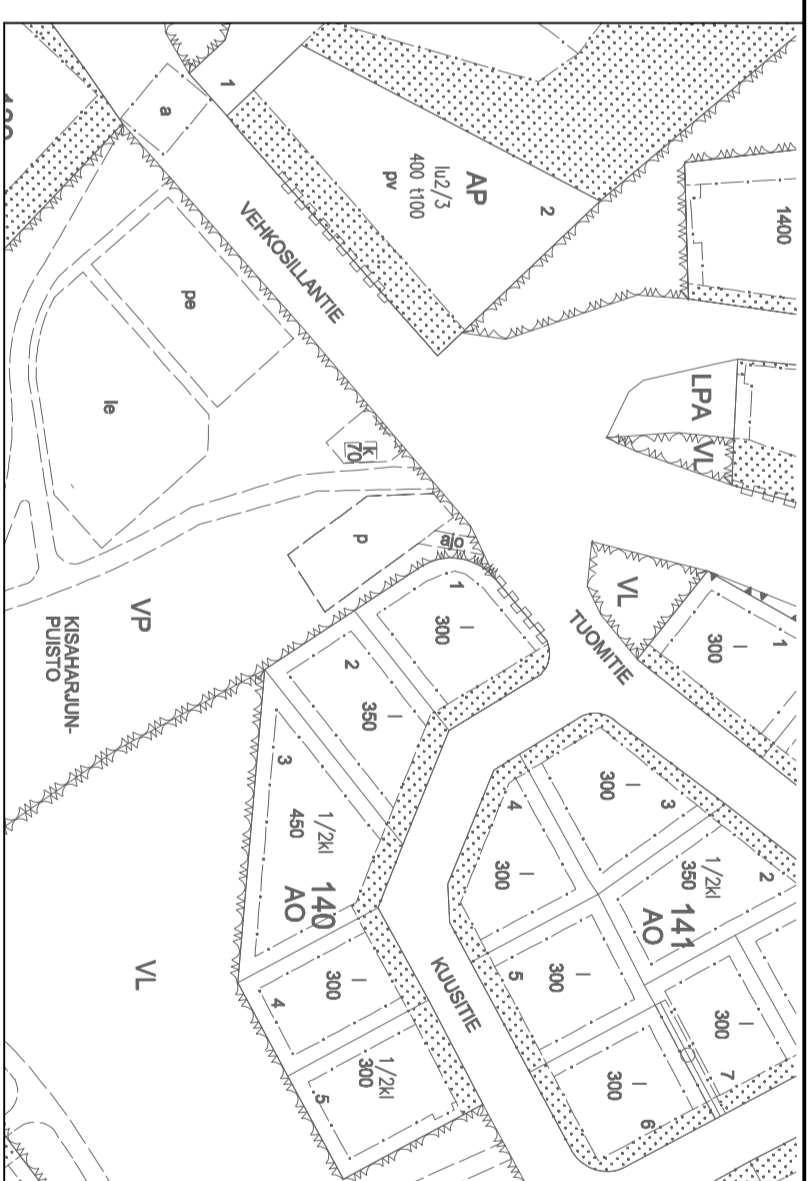 1400
1
a
2
AP
Iu2/3
400 t100
pv
VEHKOSILLANTIE
pe
le
k
70
p
ajo
LPA
VL
VL
TUOMITIE
1
I
300
VP
KISAHARJUN-
PUISTO
VL
1
I
300
2
I
350
3
1/2kl
450
140
AO
4
I
300
5
1/2kl
300
KUUSITIE
2
1/2kl
350
141
AO
3
I
300
4
I
300
5
I
300
6
I
300
7
I
300